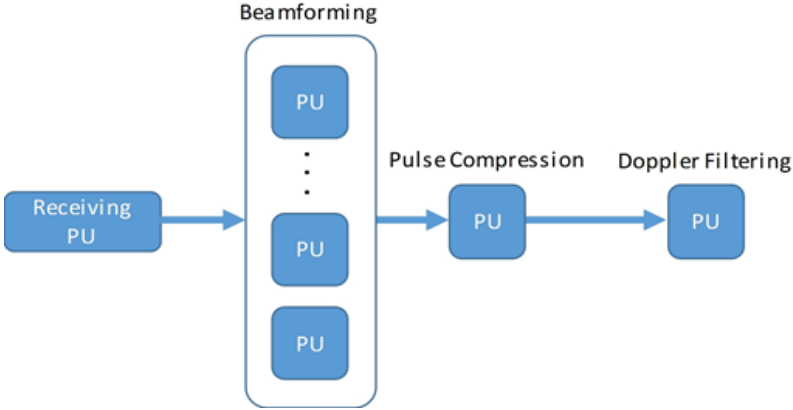 Beamforming
PU
Pulse Compression
Doppler Filtering
Receiving
PU
PU
PU
PU
PU